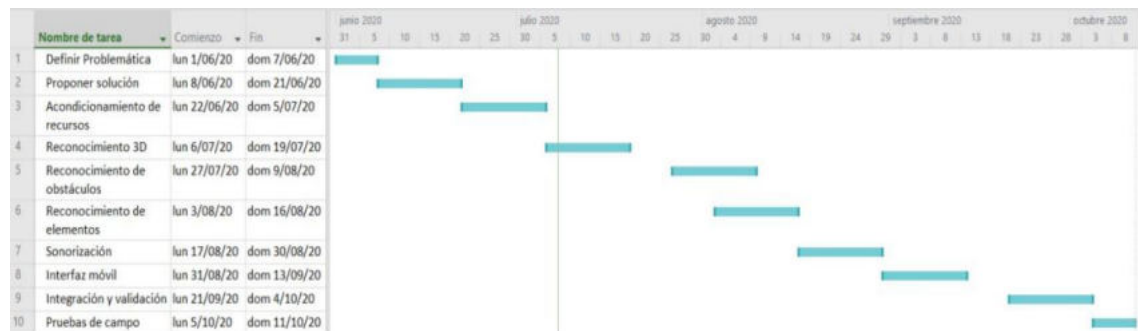 junio 2020 julio 2020 agosto 2020 septiembre 2020 octubre 2020
Nombre de tarea Comienzo Fin 31 5 10 15 20 25 30 5 10 15 20 25 30 4 9 14 19 24 29 3 8 13 18 23 28 3 8
1 Definir Problemática lun 1/06/20 dom 7/06/20
2 Proponer solución lun 8/06/20 dom 21/06/20
3 Acondicionamiento de lun 22/06/20 dom 5/07/20
recursos
4 Reconocimiento 3D lun 6/07/20 dom 19/07/20
5 Reconocimiento de lun 27/07/20 dom 9/08/20
obstáculos
6 Reconocimiento de lun 3/08/20 dom 16/08/20
elementos
7 Sonorización lun 17/08/20 dom 30/08/20
8 Interfaz móvil lun 31/08/20 dom 13/09/20
9 Integración y validación lun 21/09/20 dom 4/10/20
10 Pruebas de campo lun 5/10/20 dom 11/10/20